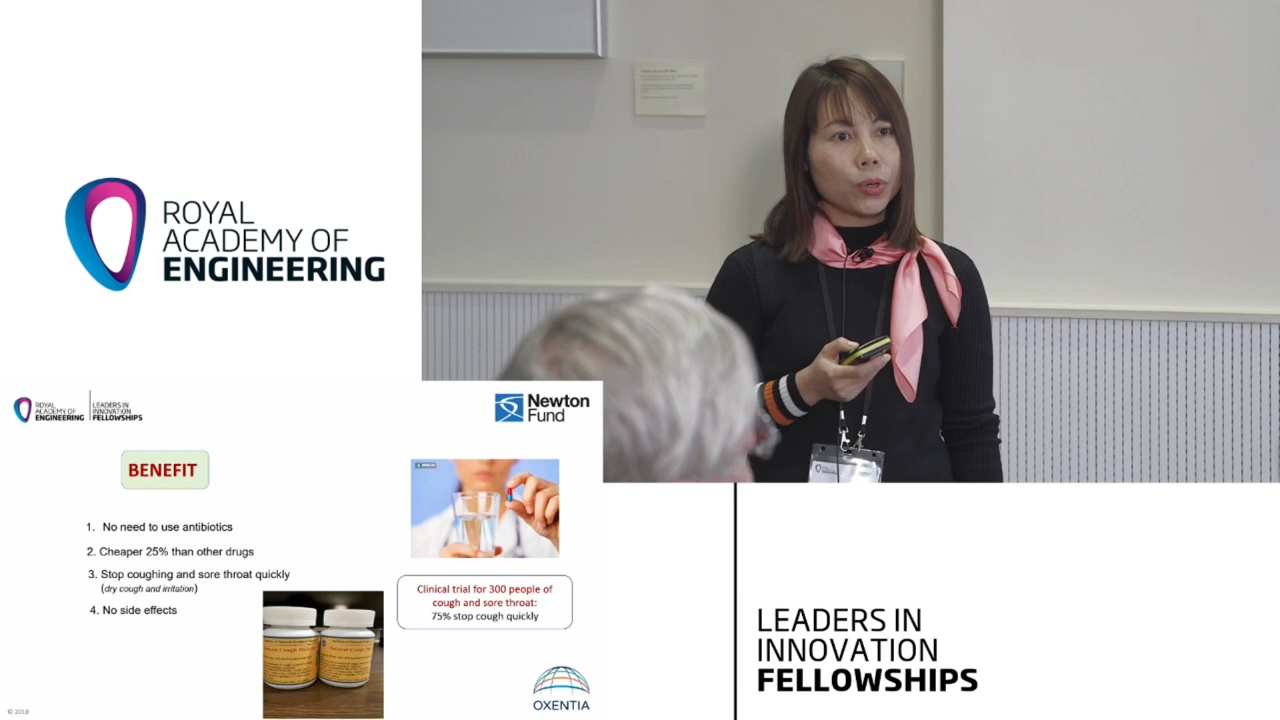 ROYAL
ACADEMY OF
ENGINEERING
ROYAL
ACADEMY OF
ENGINEERING
LEADERS IN
INNOVATION
FELLOWSHIPS
Newton
Fund
BENEFIT
1. No need to use antibiotics
2. Cheaper 25% than other drugs
3. Stop coughing and sore throat quickly
(dry cough and irritation)
4. No side effects
Clinical trial for 300 people of
cough and sore throat:
75% stop cough quickly
Natural Cough
OXENTIA
© 2019
LEADERS IN
INNOVATION
FELLOWSHIPS